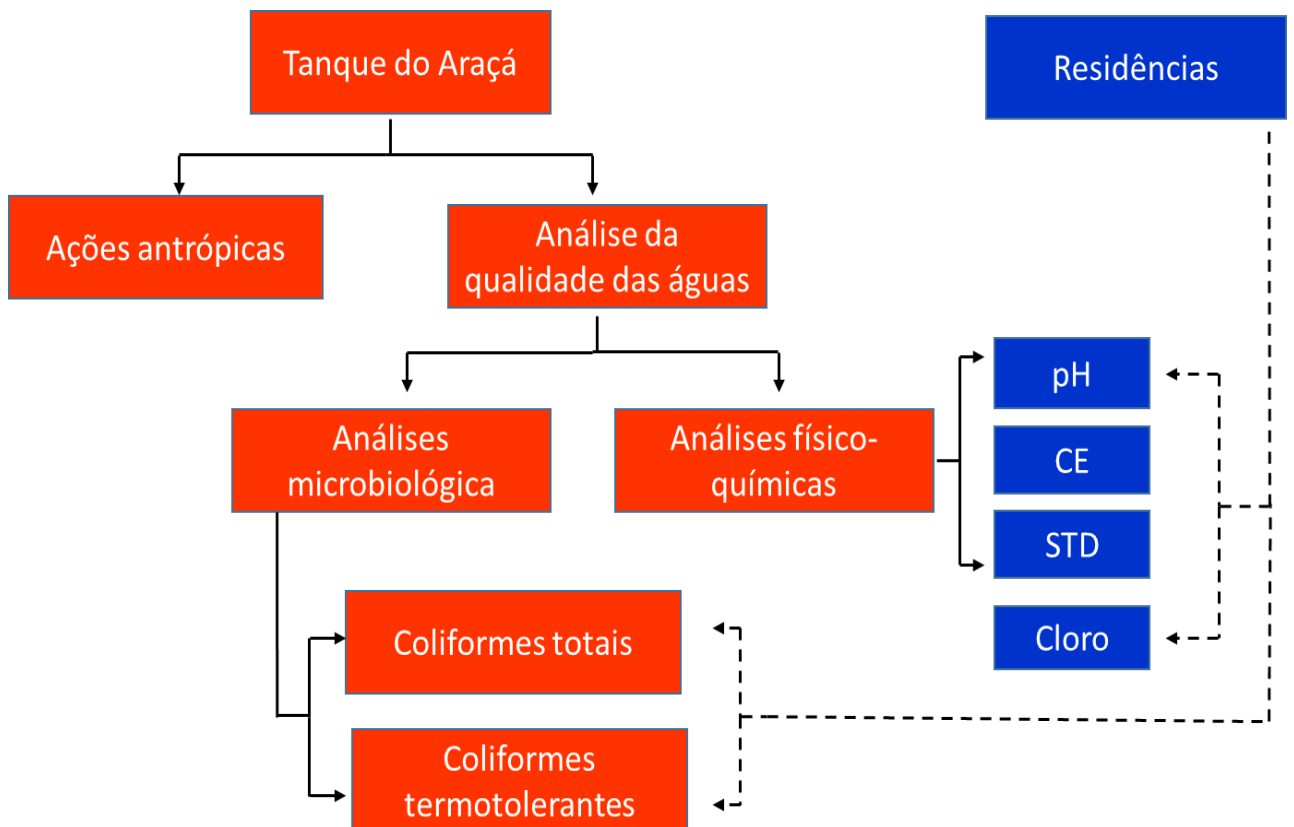 Tanque do Araçá
Residências
Ações antrópicas
Análise da
qualidade das águas
Análises
microbiológica
Análises físico-
químicas
pH
CE
STD
Cloro
Coliformes totais
Coliformes
termotolerantes